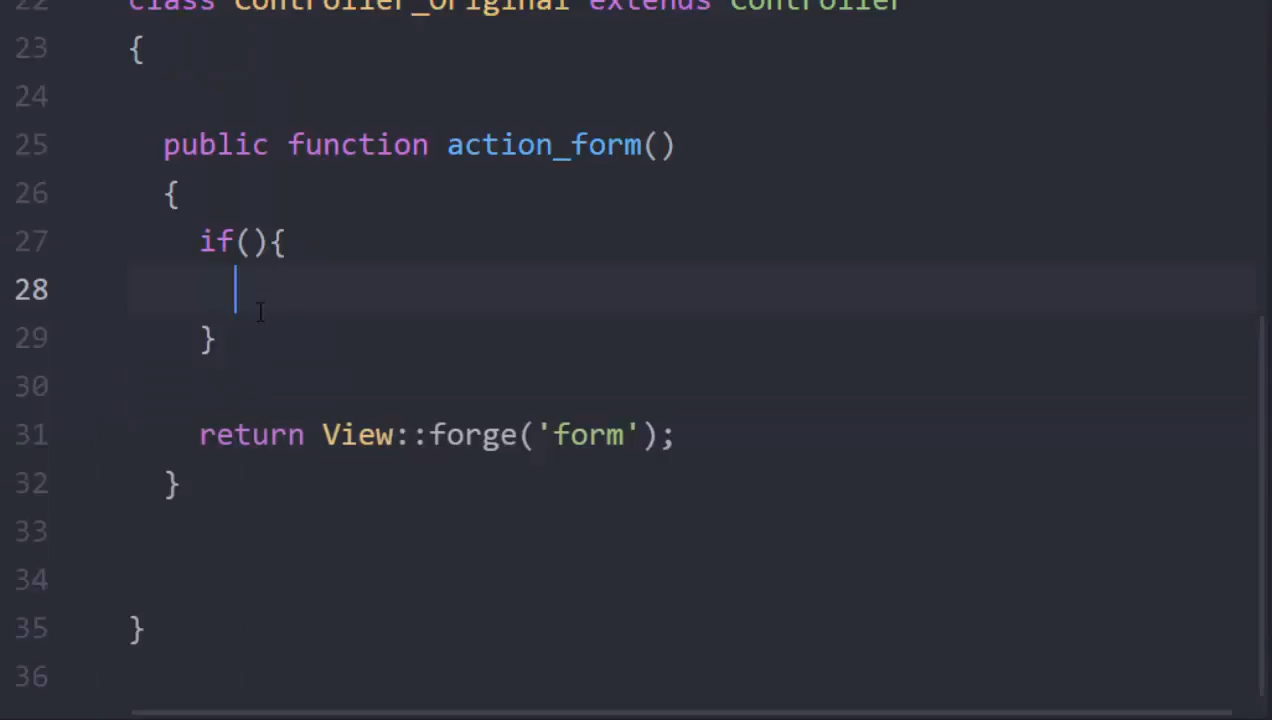 22 class Controller_Original extends Controller
23 {
24
25 public function action_form()
26 {
27 if(){
28
29 }
30
31 return View::forge('form');
32 }
33
34
35 }
36